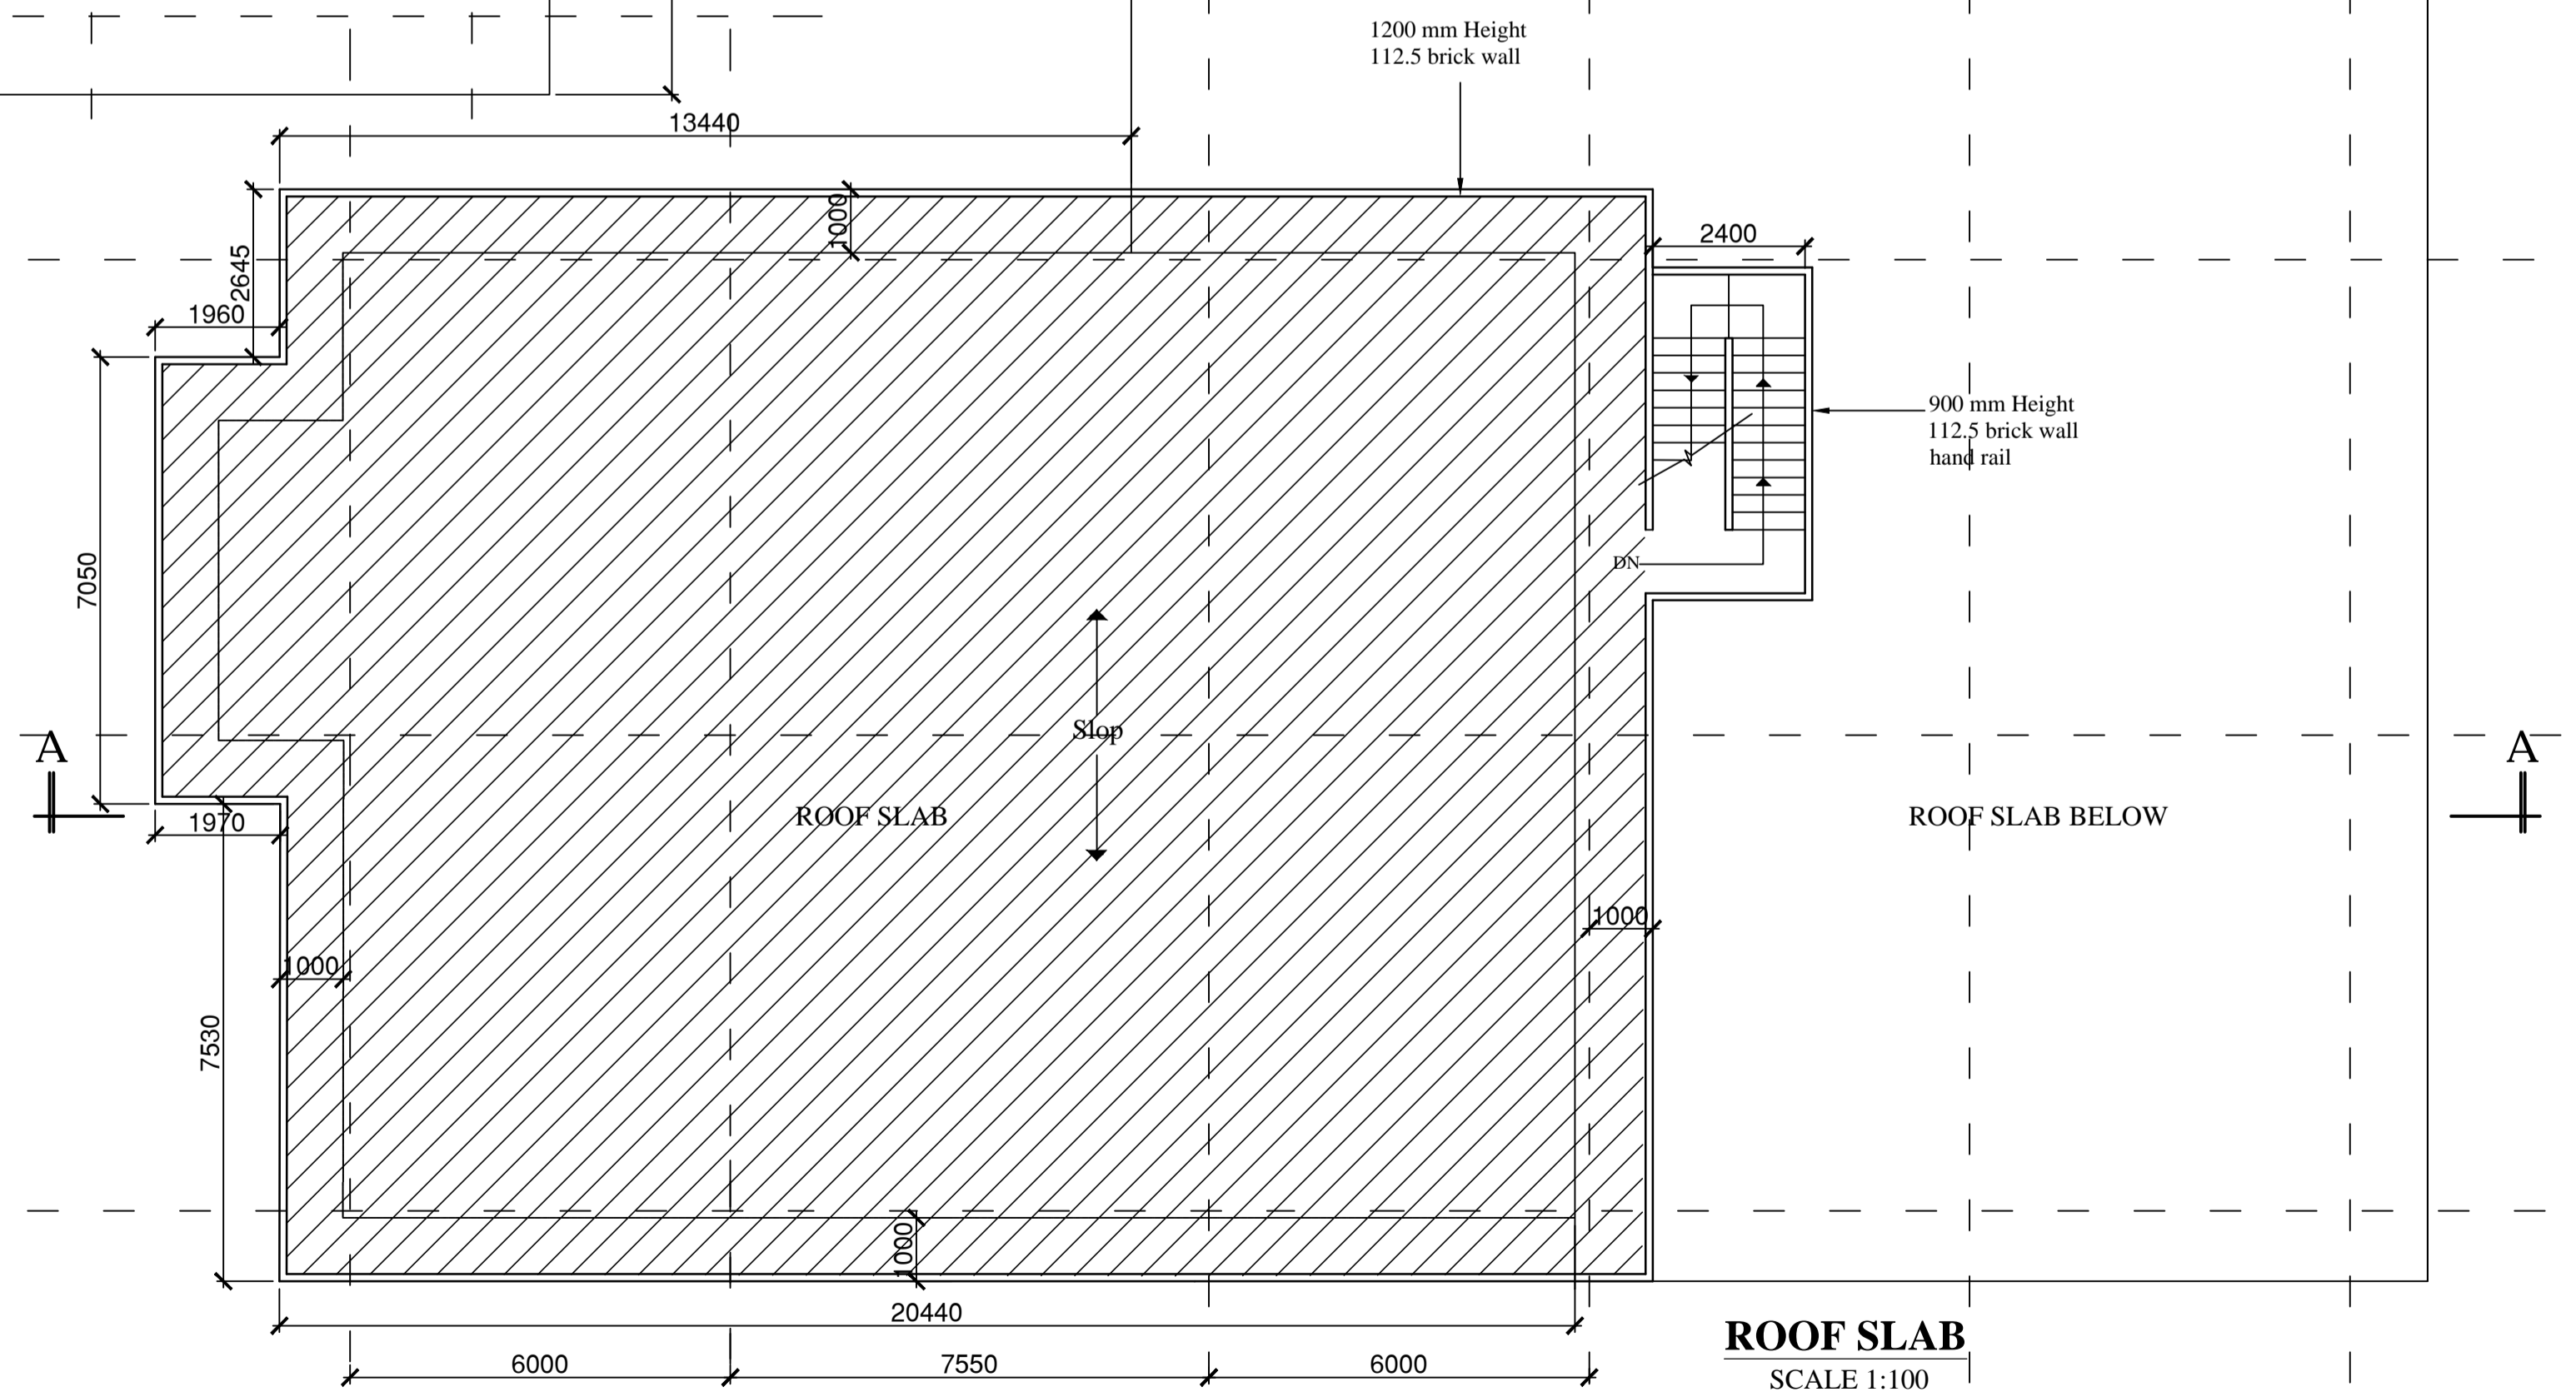 1200 mm Height
112.5 brick wall
13440
1000
2400
2645
1960
900 mm Height
112.5 brick wall
hand rail
7050
DN
Slop
A
A
1970
ROOF SLAB
ROOF SLAB BELOW
1000
1000
7530
1000
20440
6000
7550
6000
ROOF SLAB
SCALE 1:100